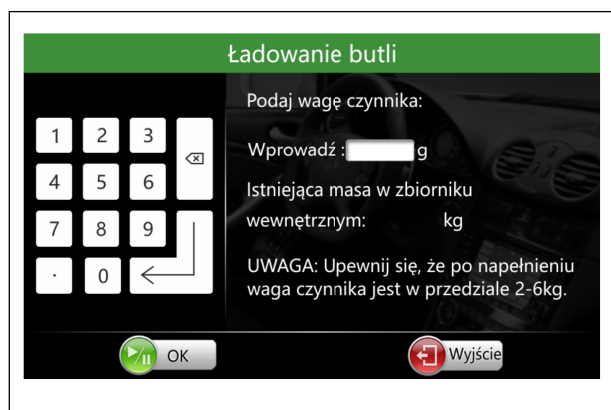 Ładowanie butli
Podaj wagę czynnika:
1 2 3
Wprowadź : g
4 5 6
Istniejąca masa w zbiorniku
wewnętrznym: kg
7 8 9
. 0
UWAGA: Upewnij się, że po napełnieniu
waga czynnika jest w przedziale 2-6kg.
OK
Wyjście